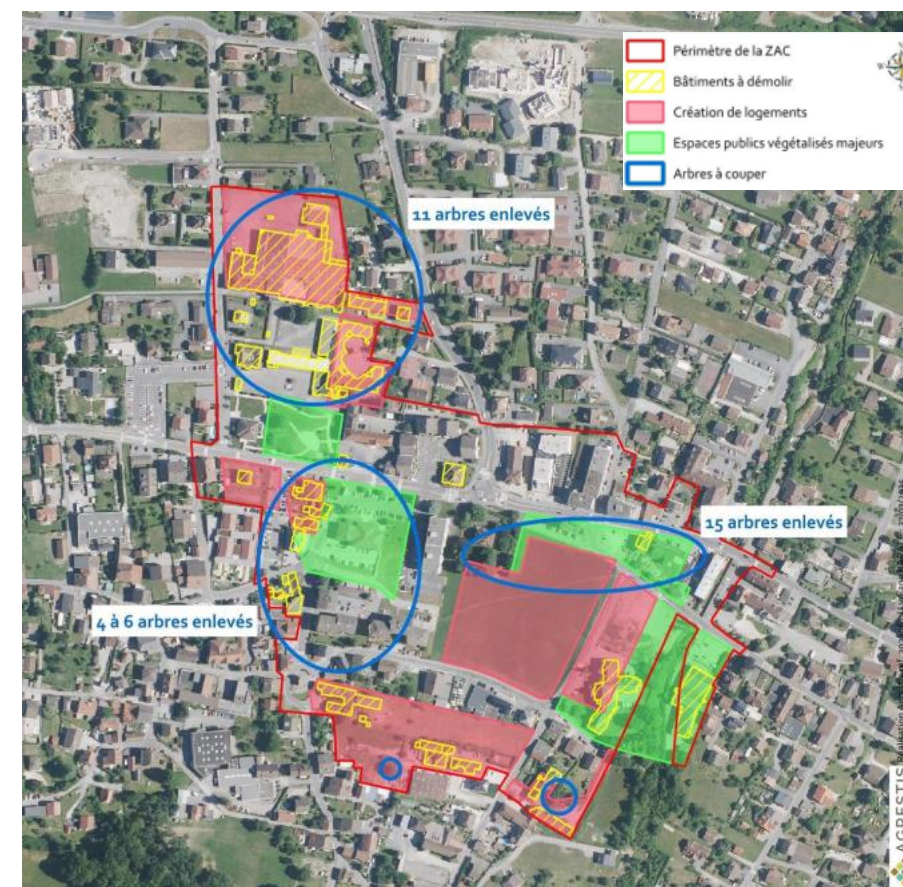 Périmètre de la ZAC
Bâtiments à démolir
Création de logements
Espaces publics végétalisés majeurs
Arbres à couper
11 arbres enlevés
15 arbres enlevés
4 à 6 arbres enlevés
AGRESTIS